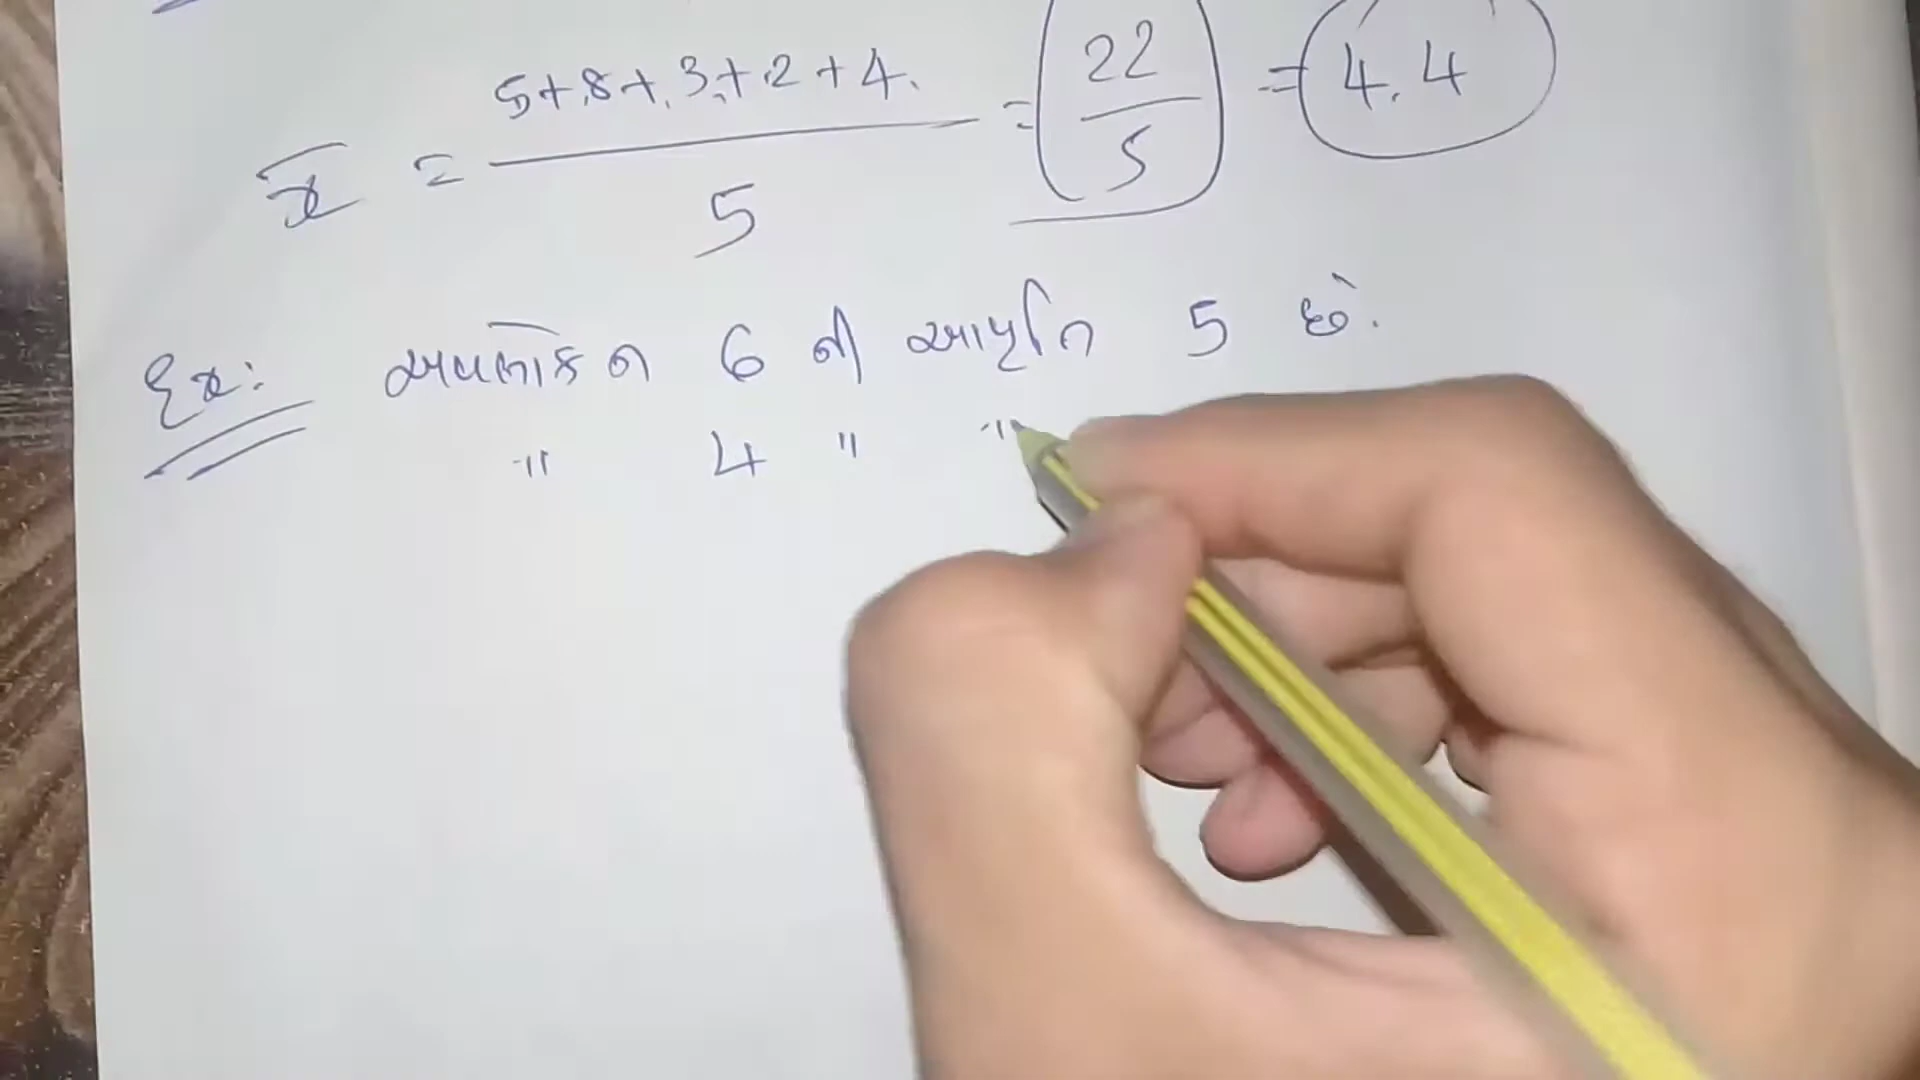 x̄ = 5+8+3+2+4 / 5 = 22/5 = 4.4
Ex: અવલોકન 6 ની આવૃત્તિ 5 છે.
" 4 " "